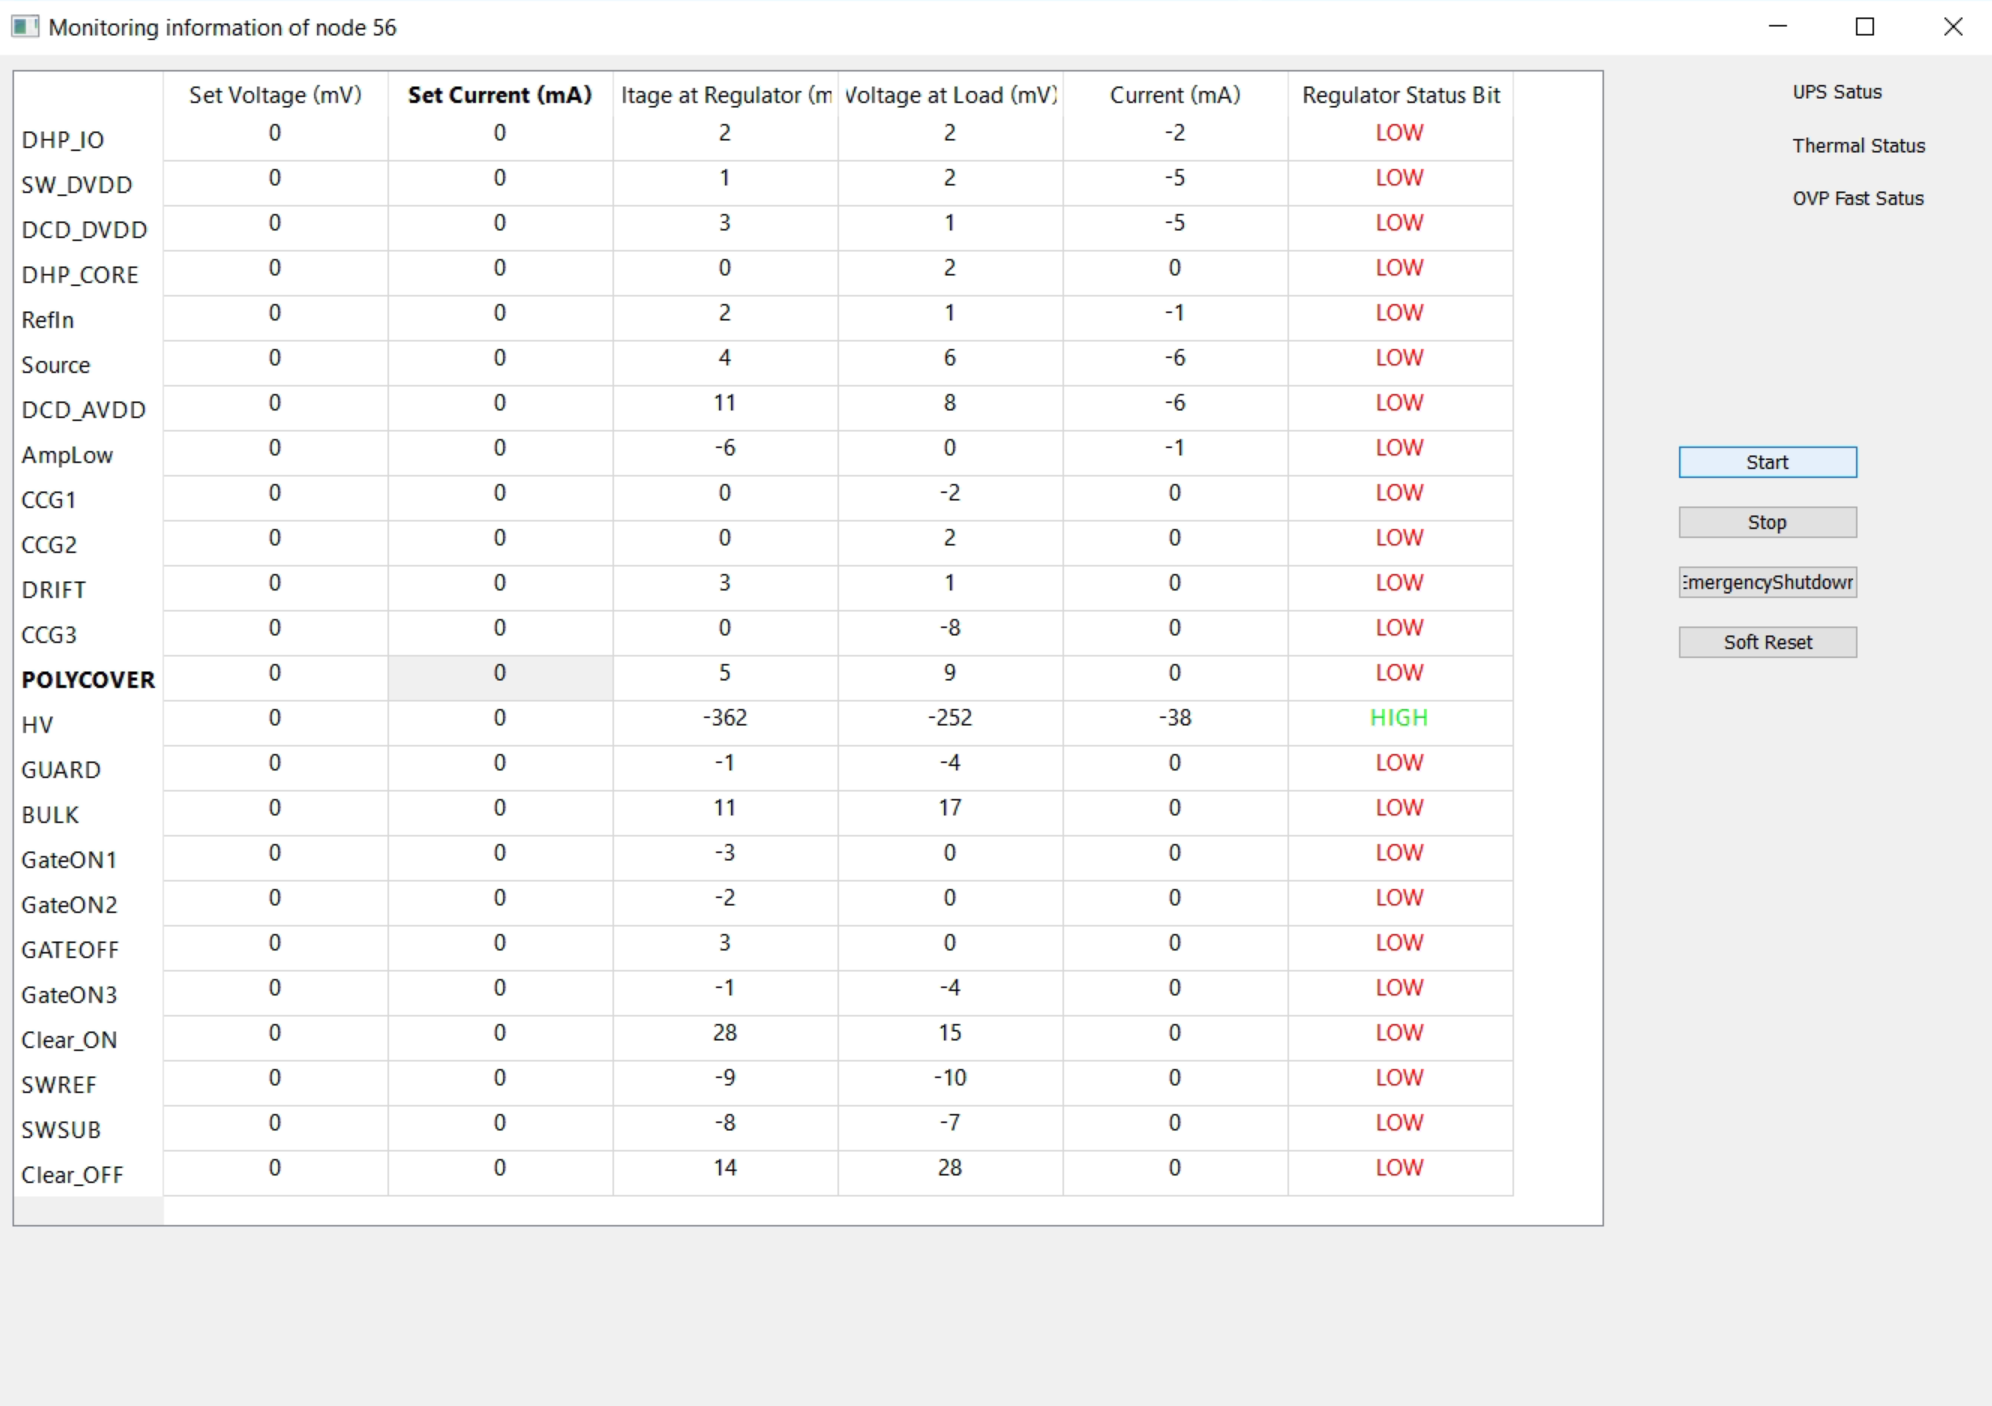 Monitoring information of node 56
Set Voltage (mV) Set Current (mA) ltage at Regulator (m Voltage at Load (mV) Current (mA) Regulator Status Bit
DHP_IO 0 0 2 2 -2 LOW
SW_DVDD 0 0 1 2 -5 LOW
DCD_DVDD 0 0 3 1 -5 LOW
DHP_CORE 0 0 0 2 0 LOW
RefIn 0 0 2 1 -1 LOW
Source 0 0 4 6 -6 LOW
DCD_AVDD 0 0 11 8 -6 LOW
AmpLow 0 0 -6 0 -1 LOW
CCG1 0 0 0 -2 0 LOW
CCG2 0 0 0 2 0 LOW
DRIFT 0 0 3 1 0 LOW
CCG3 0 0 0 -8 0 LOW
POLYCOVER 0 0 5 9 0 LOW
HV 0 0 -362 -252 -38 HIGH
GUARD 0 0 -1 -4 0 LOW
BULK 0 0 11 17 0 LOW
GateON1 0 0 -3 0 0 LOW
GateON2 0 0 -2 0 0 LOW
GATEOFF 0 0 3 0 0 LOW
GateON3 0 0 -1 -4 0 LOW
Clear_ON 0 0 28 15 0 LOW
SWREF 0 0 -9 -10 0 LOW
SWSUB 0 0 -8 -7 0 LOW
Clear_OFF 0 0 14 28 0 LOW
UPS Satus
Thermal Status
OVP Fast Satus
Start
Stop
EmergencyShutdown
Soft Reset